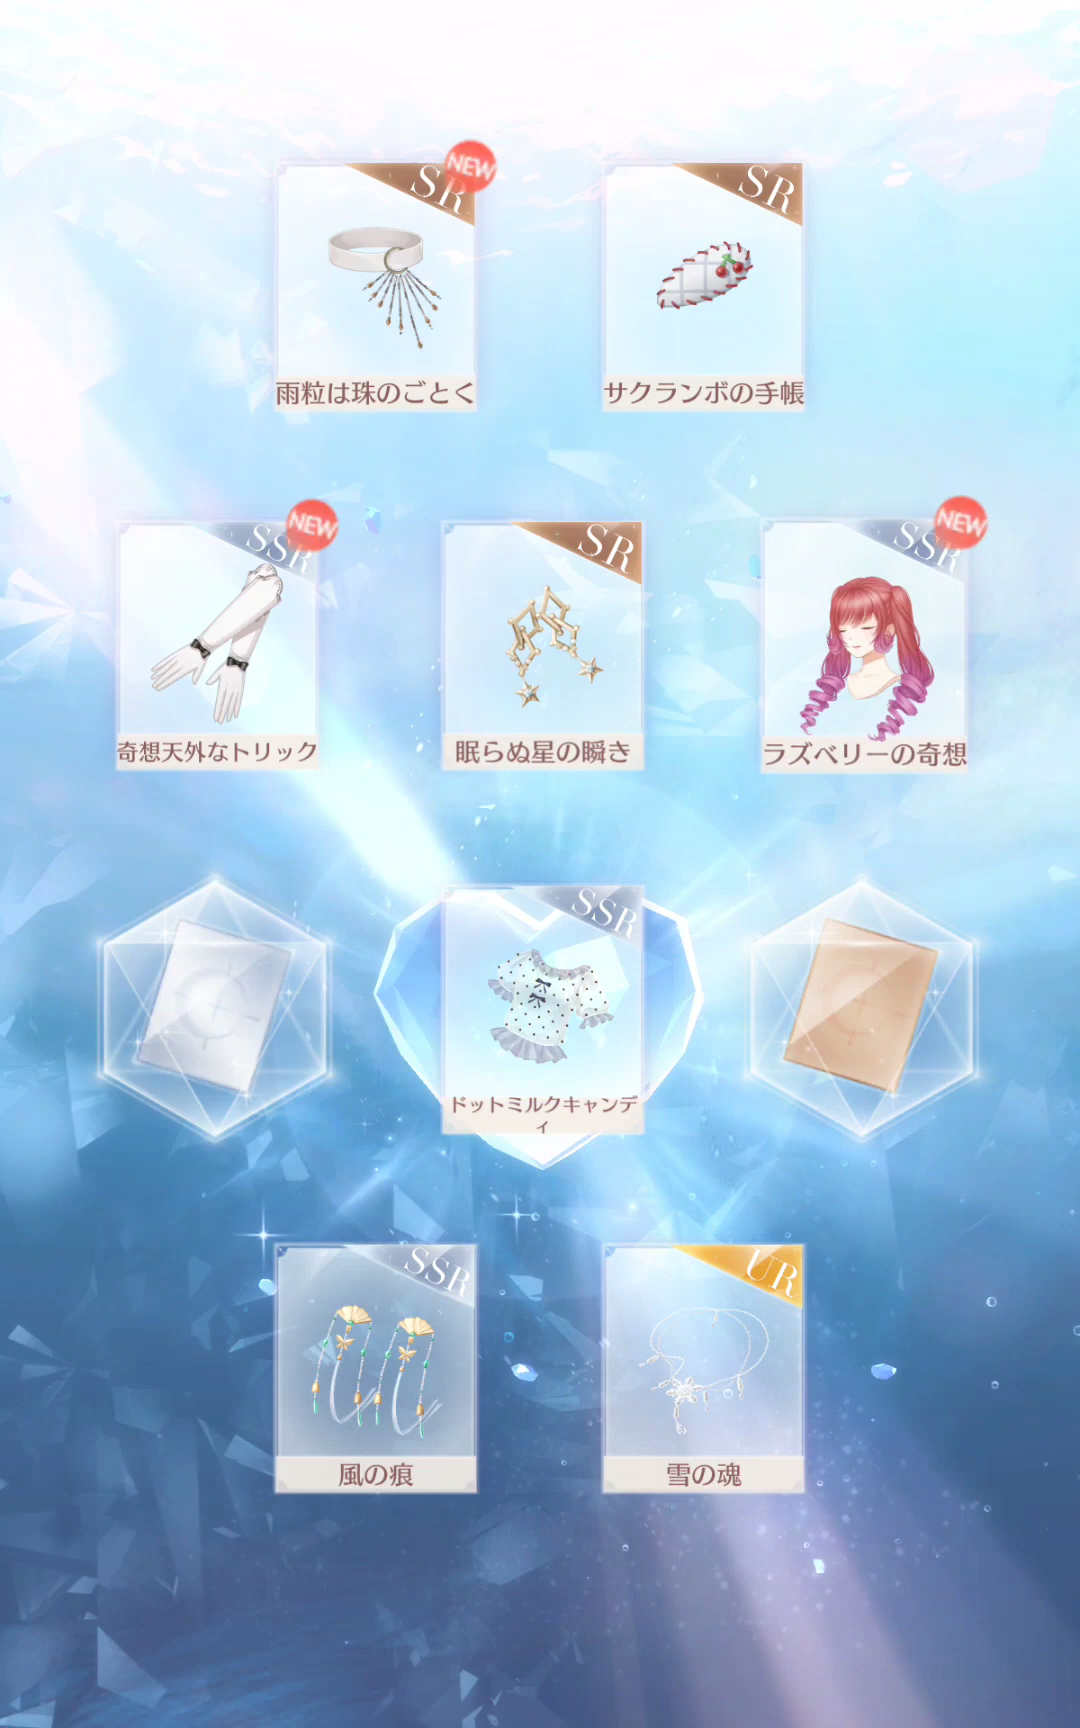 NEW
SR
SR
雨粒は珠のごとく
サクランボの手帳
NEW
SSR
SR
NEW
SSR
奇想天外なトリック
眠らぬ星の瞬き
ラズベリーの奇想
SSR
ドットミルクキャンデ
ィ
SSR
UR
風の痕
雪の魂